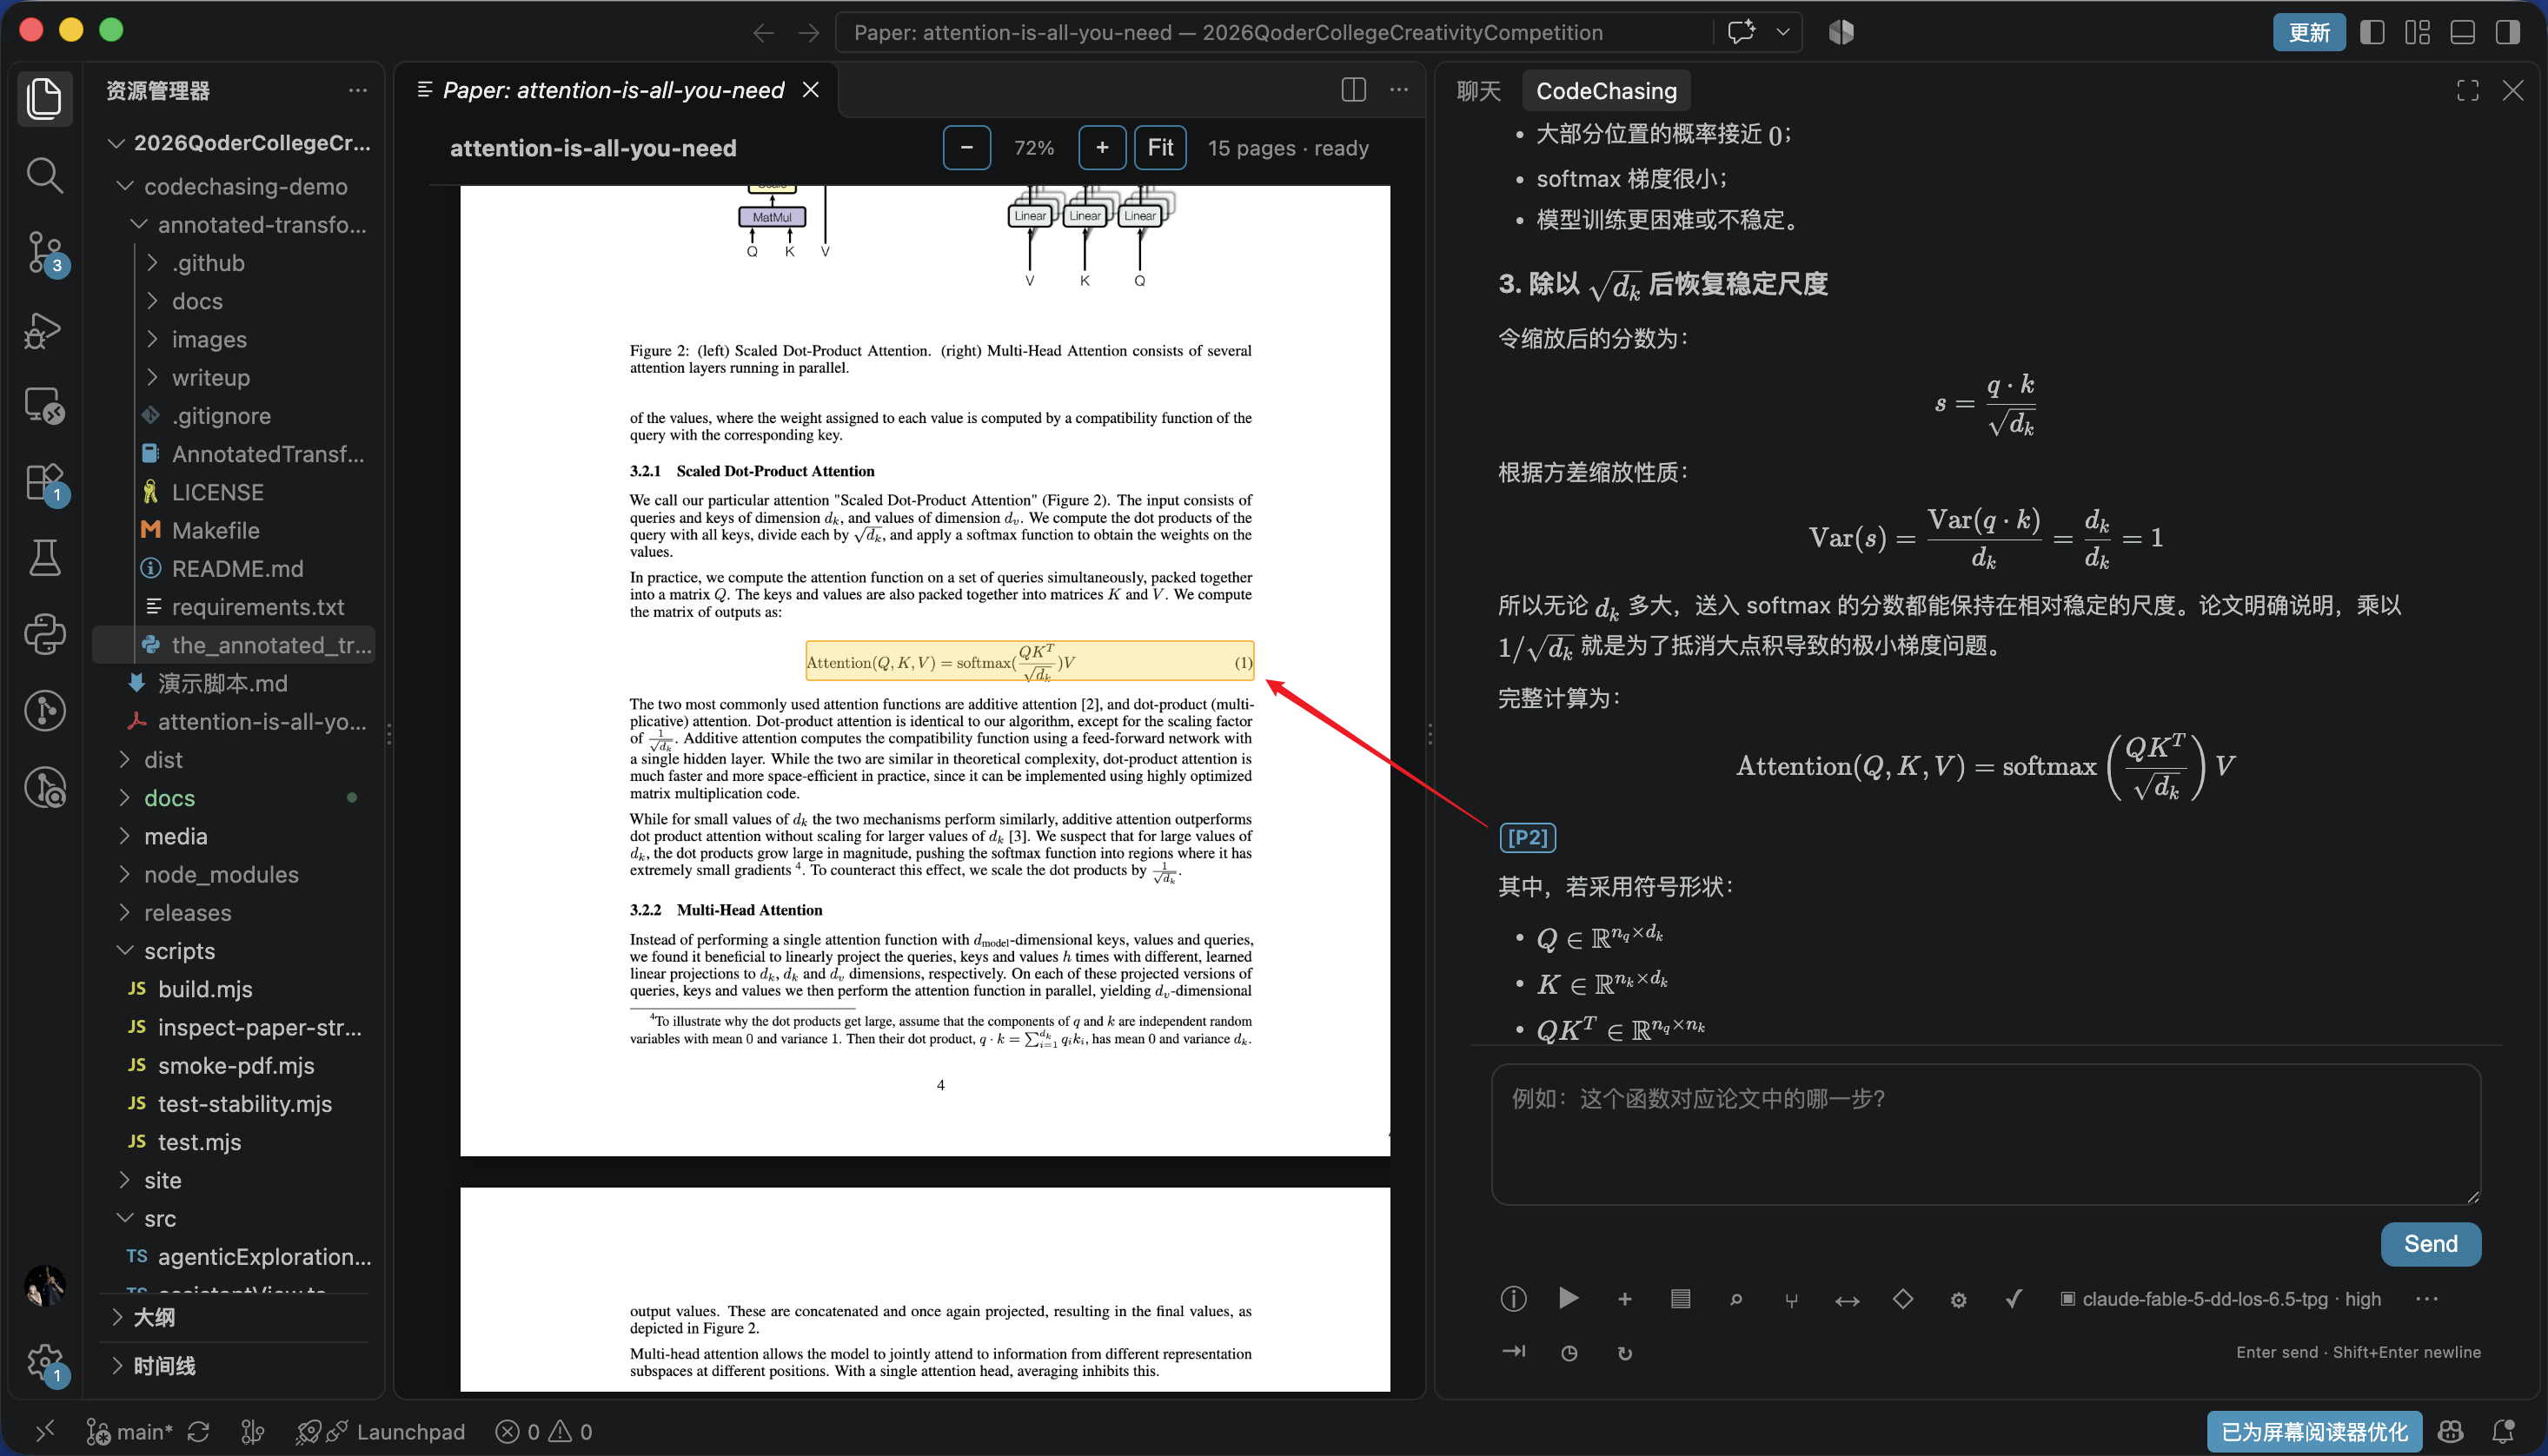 Paper: attention-is-all-you-need — 2026QoderCollegeCreativityCompetition
更新
资源管理器
2026QoderCollegeCr...
codechasing-demo
annotated-transfo...
.github
docs
images
writeup
.gitignore
AnnotatedTransf...
LICENSE
Makefile
README.md
requirements.txt
the_annotated_tr...
演示脚本.md
attention-is-all-yo...
dist
docs
media
node_modules
releases
scripts
JS build.mjs
JS inspect-paper-str...
JS smoke-pdf.mjs
JS test-stability.mjs
JS test.mjs
site
src
TS agenticExploration...
TS assistantView.ts
大纲
时间线
3
1
1
Paper: attention-is-all-you-need
attention-is-all-you-need
− 72% + Fit 15 pages · ready
Scale
MatMul
Q K V
Linear Linear Linear
V K Q
Figure 2: (left) Scaled Dot-Product Attention. (right) Multi-Head Attention consists of several
attention layers running in parallel.
of the values, where the weight assigned to each value is computed by a compatibility function of the
query with the corresponding key.
3.2.1 Scaled Dot-Product Attention
We call our particular attention "Scaled Dot-Product Attention" (Figure 2). The input consists of
queries and keys of dimension dₖ, and values of dimension dᵥ. We compute the dot products of the
query with all keys, divide each by √dₖ, and apply a softmax function to obtain the weights on the
values.
In practice, we compute the attention function on a set of queries simultaneously, packed together
into a matrix Q. The keys and values are also packed together into matrices K and V. We compute
the matrix of outputs as:
Attention(Q, K, V) = softmax(QKᵀ/√dₖ)V (1)
The two most commonly used attention functions are additive attention [2], and dot-product (multi-
plicative) attention. Dot-product attention is identical to our algorithm, except for the scaling factor
of 1/√dₖ. Additive attention computes the compatibility function using a feed-forward network with
a single hidden layer. While the two are similar in theoretical complexity, dot-product attention is
much faster and more space-efficient in practice, since it can be implemented using highly optimized
matrix multiplication code.
While for small values of dₖ the two mechanisms perform similarly, additive attention outperforms
dot product attention without scaling for larger values of dₖ [3]. We suspect that for large values of
dₖ, the dot products grow large in magnitude, pushing the softmax function into regions where it has
extremely small gradients ⁴. To counteract this effect, we scale the dot products by 1/√dₖ.
3.2.2 Multi-Head Attention
Instead of performing a single attention function with d_model-dimensional keys, values and queries,
we found it beneficial to linearly project the queries, keys and values h times with different, learned
linear projections to dₖ, dₖ and dᵥ dimensions, respectively. On each of these projected versions of
queries, keys and values we then perform the attention function in parallel, yielding dᵥ-dimensional
⁴To illustrate why the dot products get large, assume that the components of q and k are independent random
variables with mean 0 and variance 1. Then their dot product, q · k = ∑ᵢ₌₁^dₖ qᵢkᵢ, has mean 0 and variance dₖ.
4
output values. These are concatenated and once again projected, resulting in the final values, as
depicted in Figure 2.
Multi-head attention allows the model to jointly attend to information from different representation
subspaces at different positions. With a single attention head, averaging inhibits this.
聊天 CodeChasing
• 大部分位置的概率接近 0；
• softmax 梯度很小；
• 模型训练更困难或不稳定。
3. 除以 √dₖ 后恢复稳定尺度
令缩放后的分数为：
s = q · k / √dₖ
根据方差缩放性质：
Var(s) = Var(q · k)/dₖ = dₖ/dₖ = 1
所以无论 dₖ 多大，送入 softmax 的分数都能保持在相对稳定的尺度。论文明确说明，乘以
1/√dₖ 就是为了抵消大点积导致的极小梯度问题。
完整计算为：
Attention(Q, K, V) = softmax(QKᵀ/√dₖ)V
[P2]
其中，若采用符号形状：
• Q ∈ ℝ^(n_q×d_k)
• K ∈ ℝ^(n_k×d_k)
• QKᵀ ∈ ℝ^(n_q×n_k)
例如：这个函数对应论文中的哪一步？
Send
claude-fable-5-dd-los-6.5-tpg · high
Enter send · Shift+Enter newline
main* Launchpad 0 0
已为屏幕阅读器优化